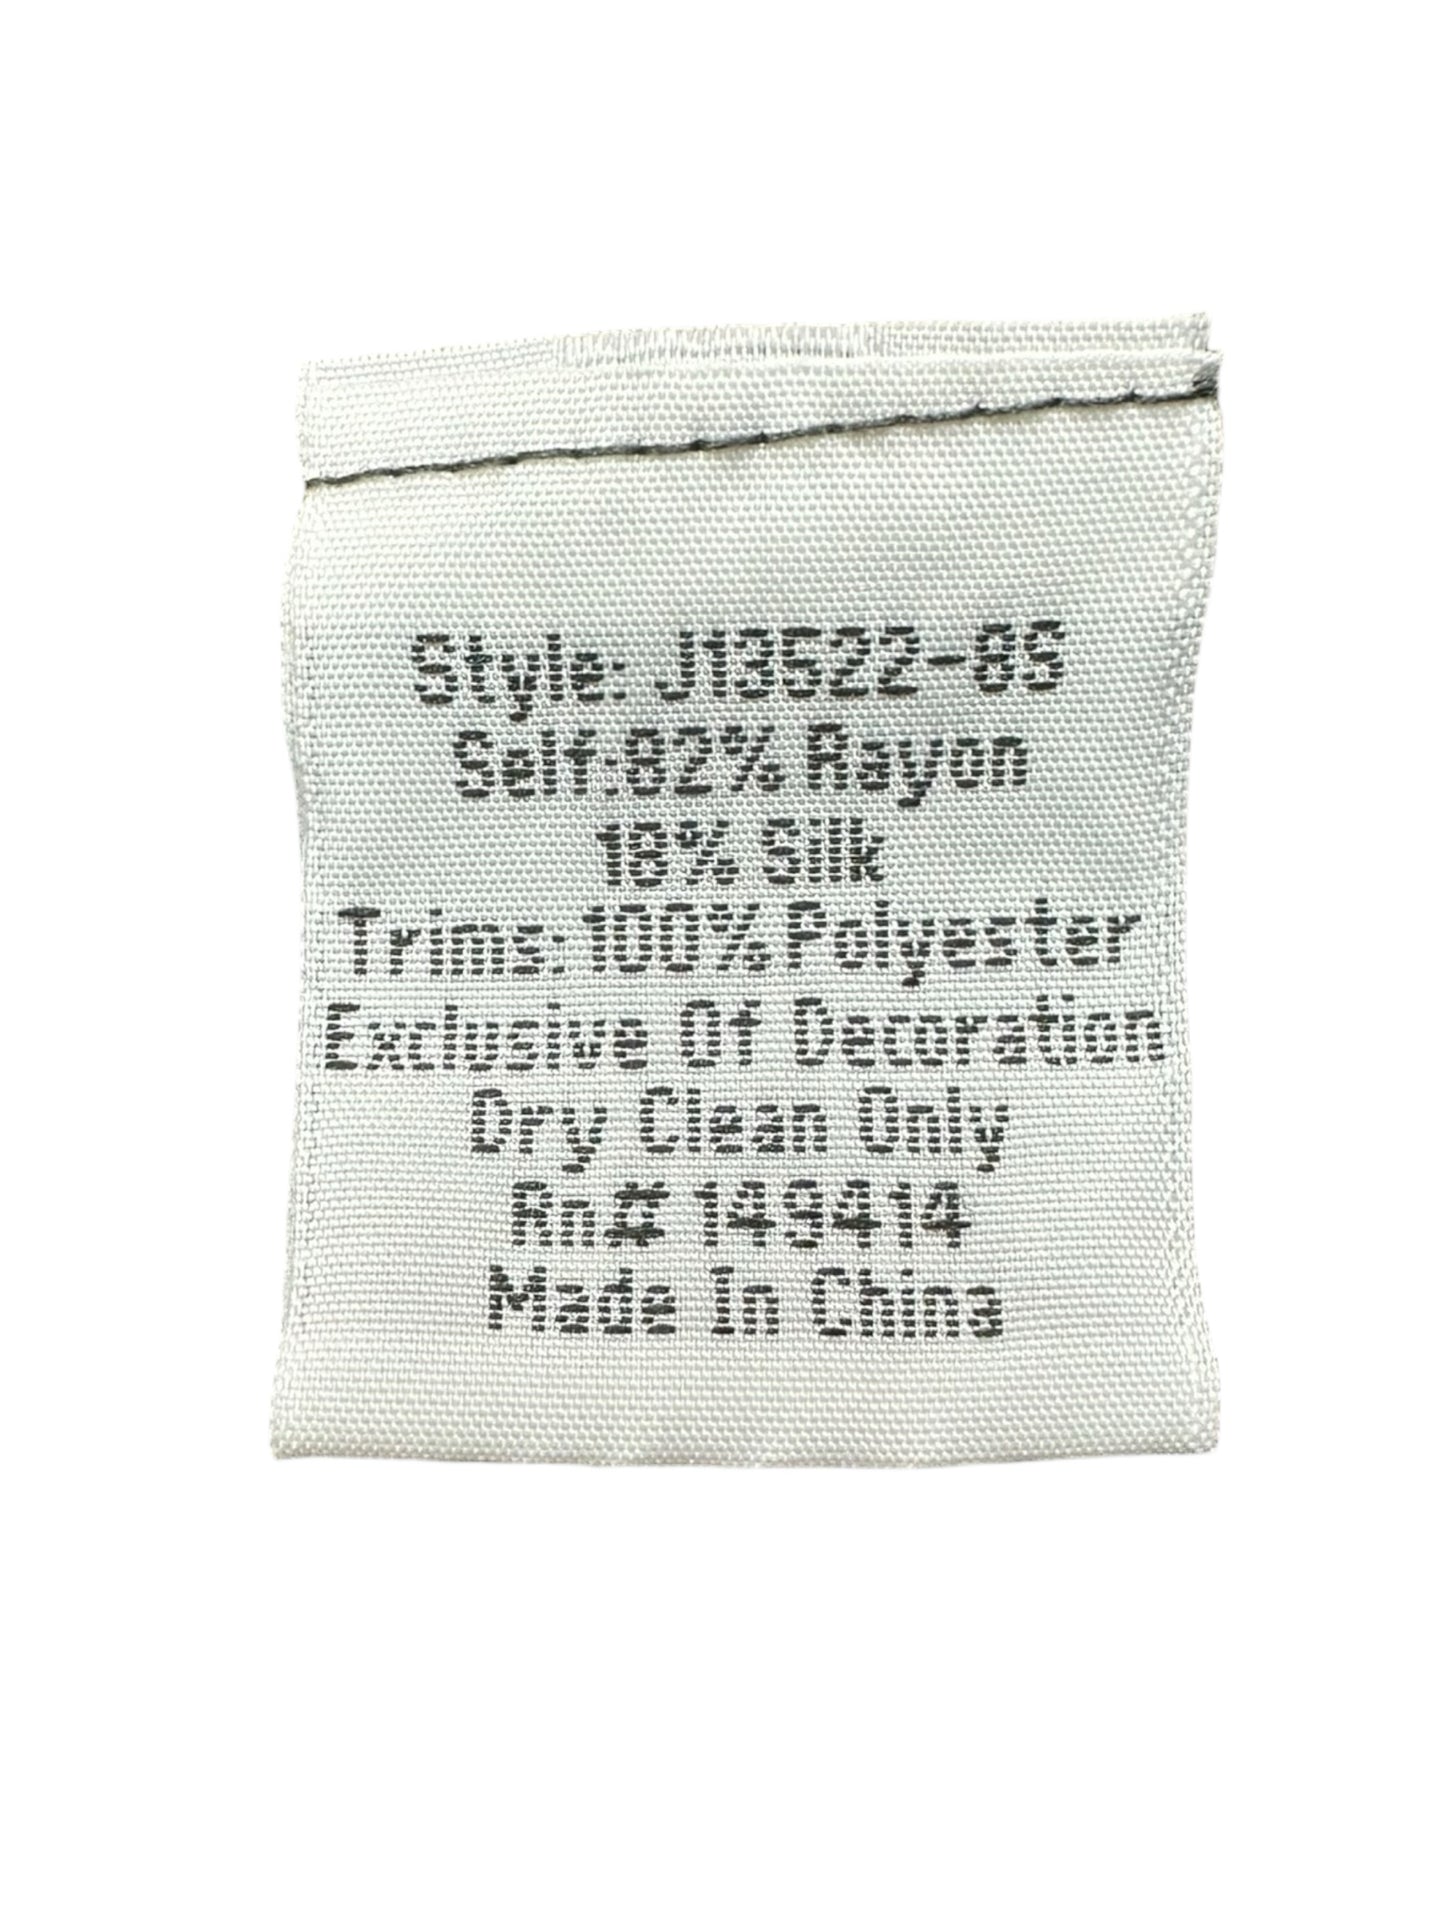 Style: J13522-8S
Self:82% Rayon
18% Silk
Trims: 100% Polyester
Exclusive Of Decoration
Dry Clean Only
Rn# 149414
Made In China